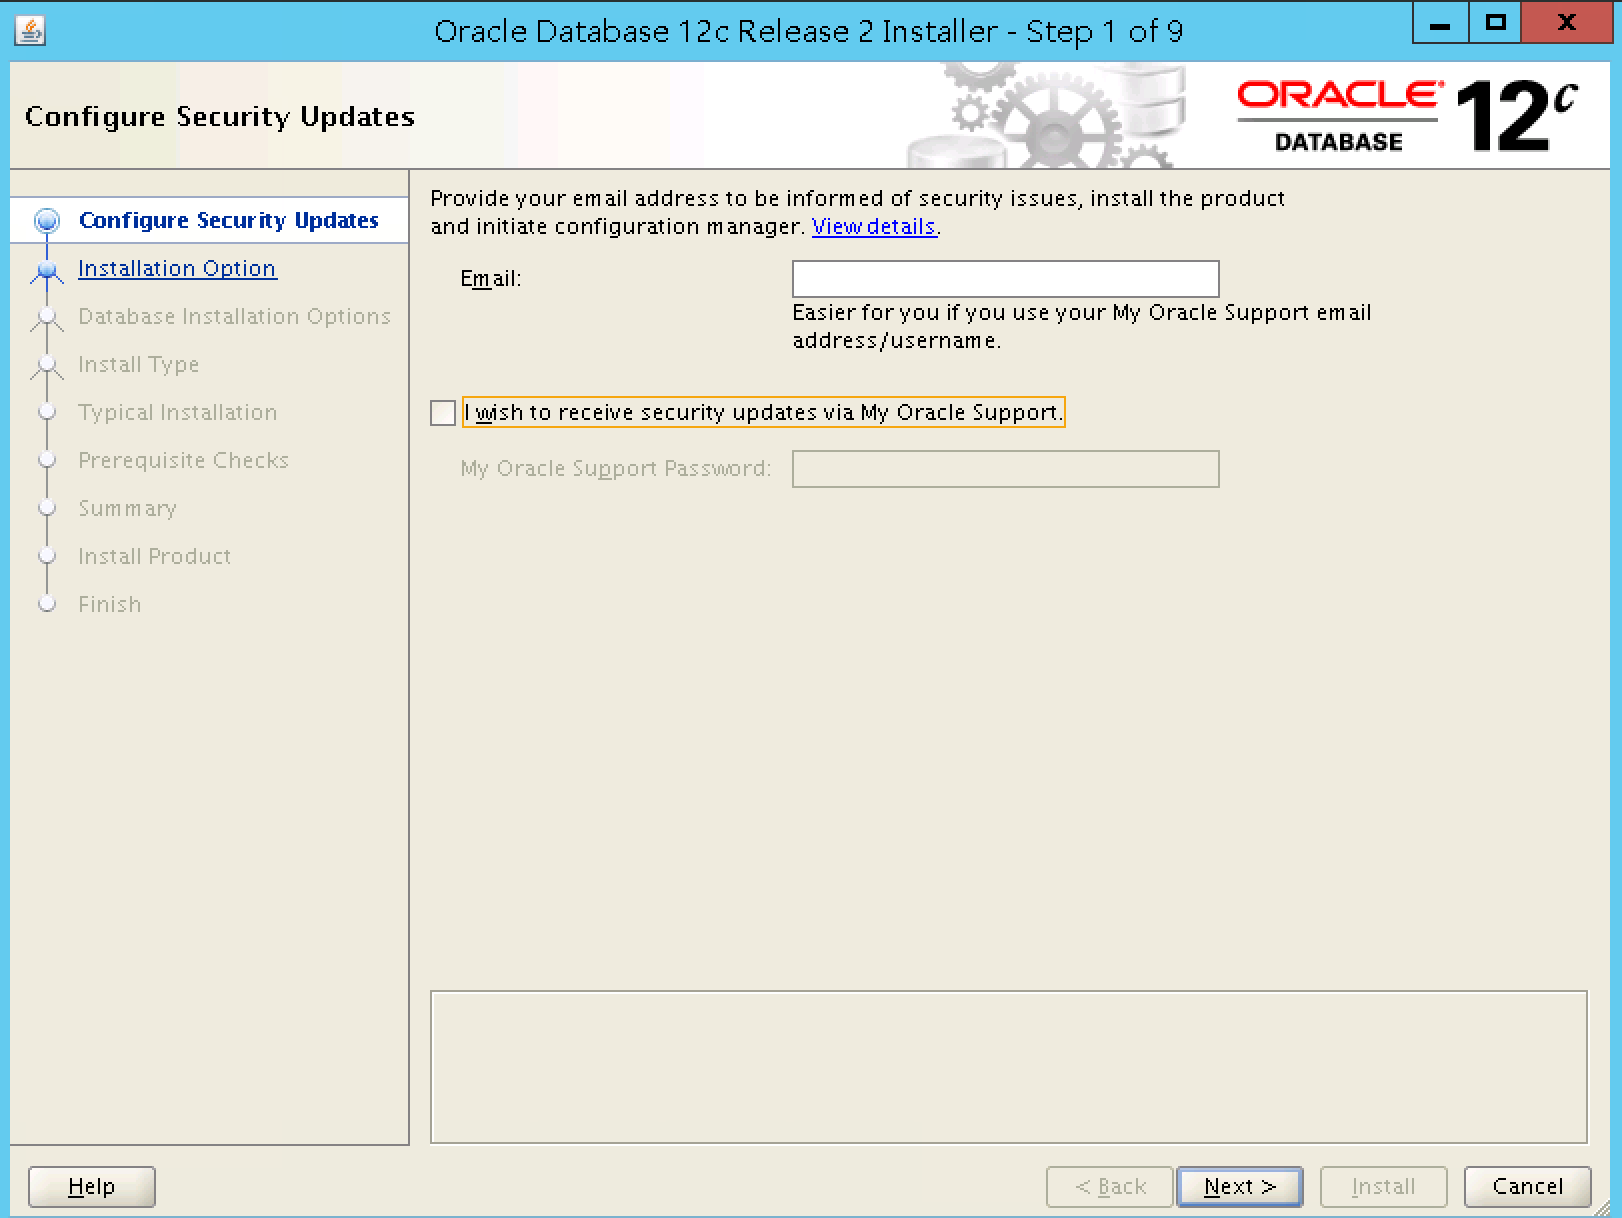 Oracle Database 12c Release 2 Installer - Step 1 of 9
X
Configure Security Updates
ORACLE
DATABASE
12c
Configure Security Updates
Installation Option
Database Installation Options
Install Type
Typical Installation
Prerequisite Checks
Summary
Install Product
Finish
Provide your email address to be informed of security issues, install the product
and initiate configuration manager. View details.
Email:
Easier for you if you use your My Oracle Support email
address/username.
I wish to receive security updates via My Oracle Support.
My Oracle Support Password:
Help
< Back
Next >
Install
Cancel